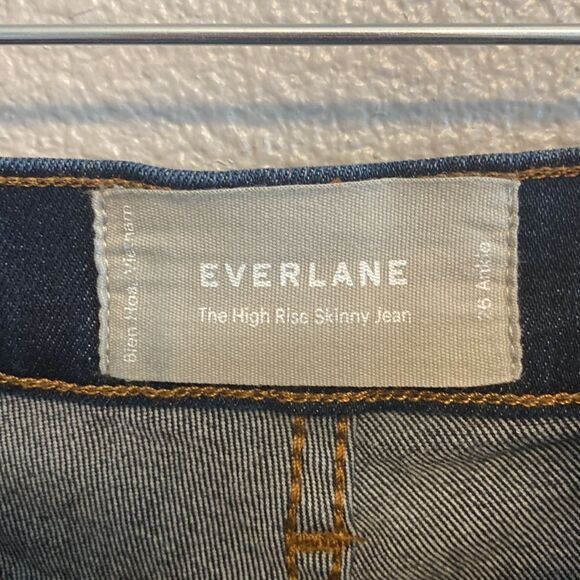 Bien Hoa, Vietnam
EVERLANE
The High Rise Skinny Jean
26 Ankle